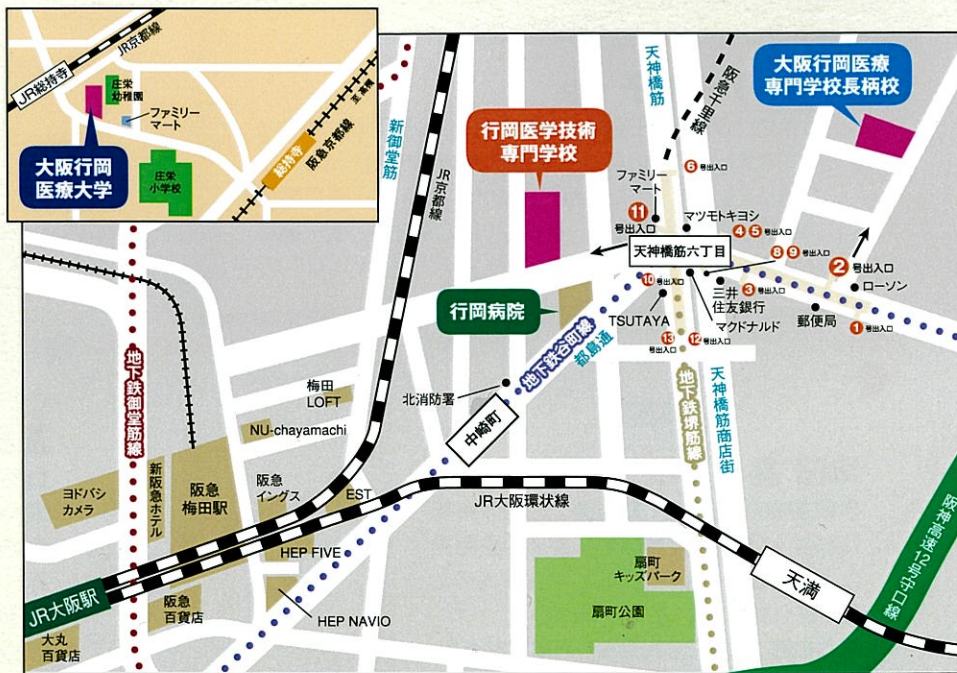 JR京都線
JR総持寺
庄栄
幼稚園
ファミリー
マート
大阪行岡
医療大学
庄栄
小学校
総持寺
阪急京都線
至高槻
新御堂筋
JR京都線
行岡医学技術
専門学校
天神橋筋
阪急千里線
大阪行岡医療
専門学校長柄校
6
号出入口
ファミリー
マート
11
号出入口
マツモトキヨシ
4 5
号出入口
天神橋筋六丁目
8 9
号出入口
2
号出入口
ローソン
10
号出入口
三井
住友銀行
3
号出入口
行岡病院
TSUTAYA
マクドナルド
郵便局
1
号出入口
13
号出入口
12
号出入口
地下鉄谷町線
都島通
地下鉄御堂筋線
梅田
LOFT
北消防署
地下鉄堺筋線
天神橋筋商店街
NU-chayamachi
中崎町
ヨドバシ
カメラ
新阪急ホテル
阪急
梅田駅
阪急
イングス
EST
JR大阪環状線
阪神高速12号守口線
HEP FIVE
扇町
キッズパーク
天満
JR大阪駅
阪急
百貨店
HEP NAVIO
扇町公園
大丸
百貨店